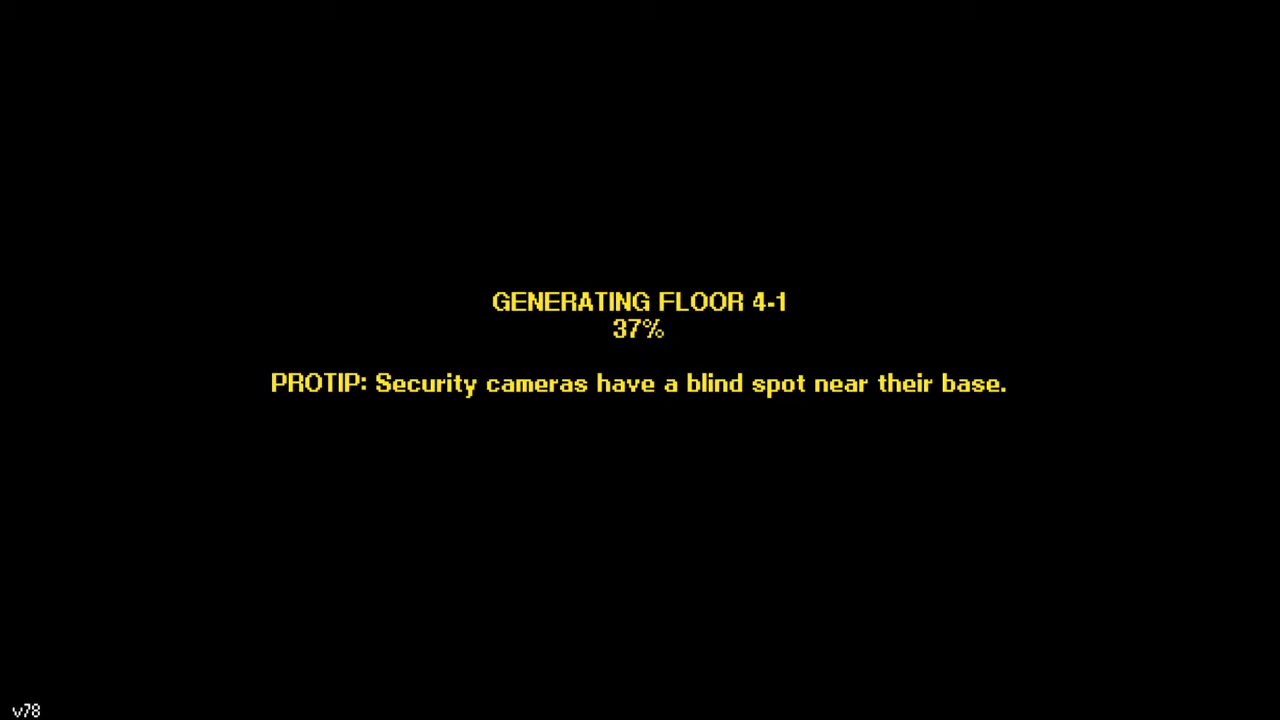 GENERATING FLOOR 4-1
37%
PROTIP: Security cameras have a blind spot near their base.
v78